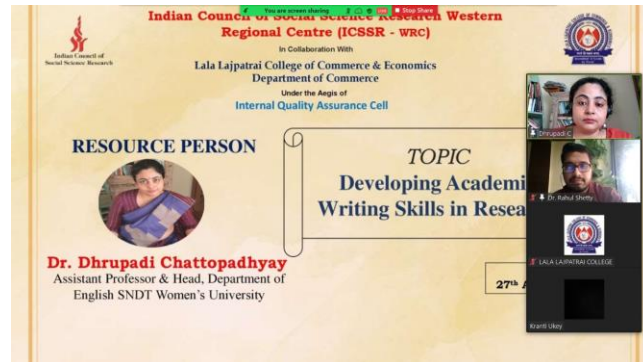 You are screen sharing
Stop Share
Indian Council of Social Science Research Western
Regional Centre (ICSSR - WRC)
In Collaboration With
Lala Lajpatrai College of Commerce & Economics
Department of Commerce
Under the Aegis of
Internal Quality Assurance Cell
Indian Council of
Social Science Research
RESOURCE PERSON
Dr. Dhrupadi Chattopadhyay
Assistant Professor & Head, Department of
English SNDT Women's University
TOPIC
Developing Academi
Writing Skills in Resea
27th A
Dhrupadi C
Dr. Rahul Shetty
LALA LAJPATRAI COLLEGE
Kranti Ukey